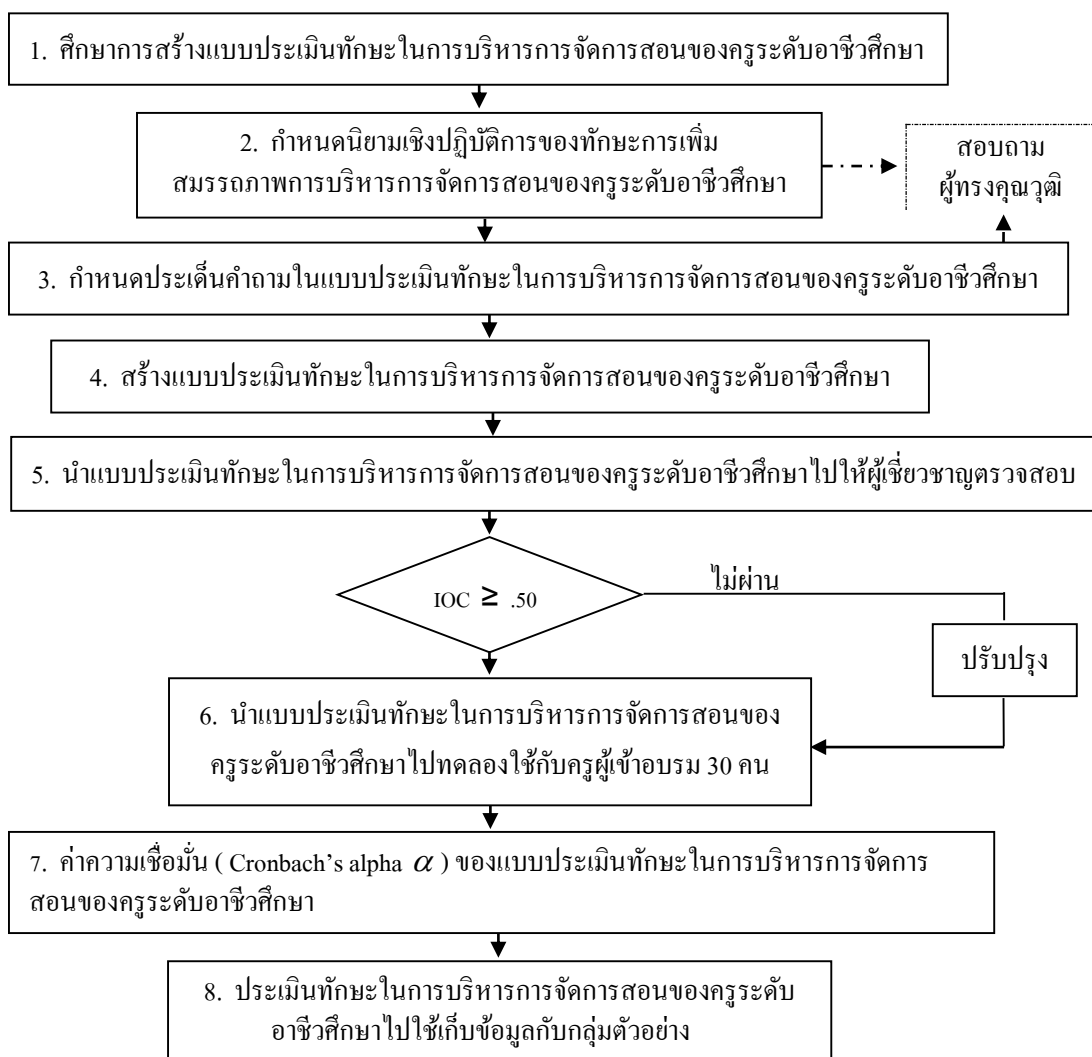 1. ศึกษาการสร้างแบบประเมินทักษะในการบริหารการจัดการสอนของครูระดับอาชีวศึกษา
2. กำหนดนิยามเชิงปฏิบัติการของทักษะการเพิ่ม
สมรรถภาพการบริหารการจัดการสอนของครูระดับอาชีวศึกษา
สอบถาม
ผู้ทรงคุณวุฒิ
3. กำหนดประเด็นคำถามในแบบประเมินทักษะในการบริหารการจัดการสอนของครูระดับอาชีวศึกษา
4. สร้างแบบประเมินทักษะในการบริหารการจัดการสอนของครูระดับอาชีวศึกษา
5. นำแบบประเมินทักษะในการบริหารการจัดการสอนของครูระดับอาชีวศึกษาไปให้ผู้เชี่ยวชาญตรวจสอบ
IOC ≥ .50
ไม่ผ่าน
ปรับปรุง
6. นำแบบประเมินทักษะในการบริหารการจัดการสอนของ
ครูระดับอาชีวศึกษาไปทดลองใช้กับครูผู้เข้าอบรม 30 คน
7. ค่าความเชื่อมั่น ( Cronbach's alpha α ) ของแบบประเมินทักษะในการบริหารการจัดการ
สอนของครูระดับอาชีวศึกษา
8. ประเมินทักษะในการบริหารการจัดการสอนของครูระดับ
อาชีวศึกษาไปใช้เก็บข้อมูลกับกลุ่มตัวอย่าง